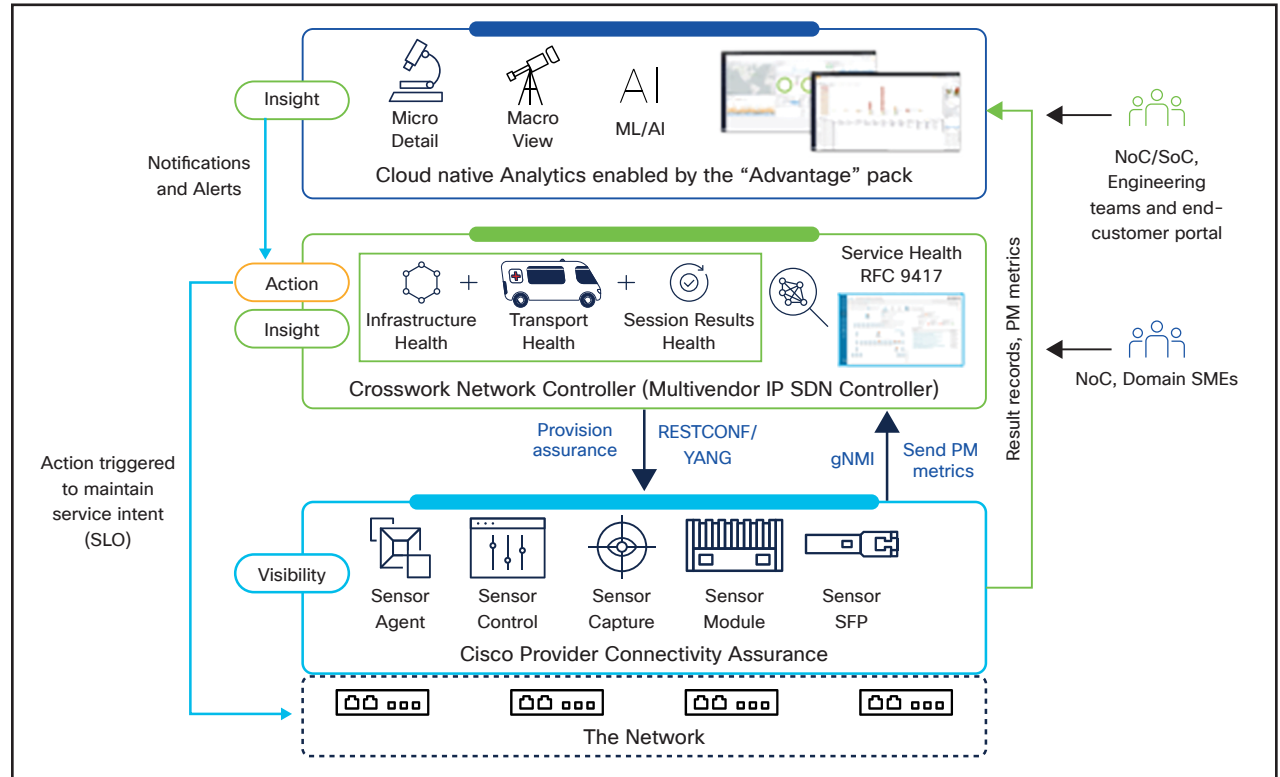 Insight
Micro
Detail
Macro
View
AI
ML/AI
Cloud native Analytics enabled by the “Advantage” pack
Notifications
and Alerts
NoC/SoC,
Engineering
teams and end-
customer portal
Action
Insight
Infrastructure
Health
+
Transport
Health
+
Session Results
Health
Service Health
RFC 9417
Crosswork Network Controller (Multivendor IP SDN Controller)
Result records, PM metrics
NoC, Domain SMEs
Provision
assurance
RESTCONF/
YANG
gNMI
Send PM
metrics
Action triggered
to maintain
service intent
(SLO)
Visibility
Sensor
Agent
Sensor
Control
Sensor
Capture
Sensor
Module
Sensor
SFP
Cisco Provider Connectivity Assurance
The Network